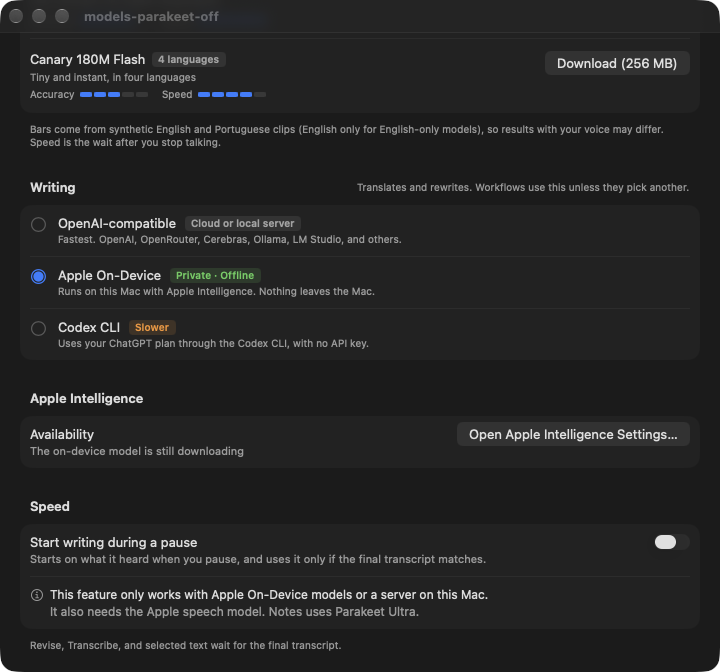 models-parakeet-off
Canary 180M Flash 4 languages
Download (256 MB)
Tiny and instant, in four languages
Accuracy Speed
Bars come from synthetic English and Portuguese clips (English only for English-only models), so results with your voice may differ.
Speed is the wait after you stop talking.
Writing
Translates and rewrites. Workflows use this unless they pick another.
OpenAI-compatible Cloud or local server
Fastest. OpenAI, OpenRouter, Cerebras, Ollama, LM Studio, and others.
Apple On-Device Private · Offline
Runs on this Mac with Apple Intelligence. Nothing leaves the Mac.
Codex CLI Slower
Uses your ChatGPT plan through the Codex CLI, with no API key.
Apple Intelligence
Availability
Open Apple Intelligence Settings...
The on-device model is still downloading
Speed
Start writing during a pause
Starts on what it heard when you pause, and uses it only if the final transcript matches.
This feature only works with Apple On-Device models or a server on this Mac.
It also needs the Apple speech model. Notes uses Parakeet Ultra.
Revise, Transcribe, and selected text wait for the final transcript.